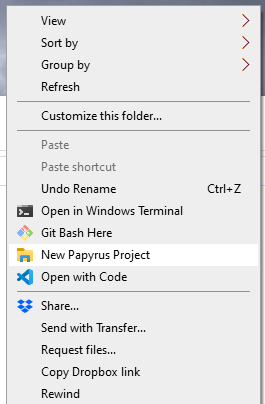 View
Sort by
Group by
Refresh
Customize this folder...
Paste
Paste shortcut
Undo Rename Ctrl+Z
Open in Windows Terminal
Git Bash Here
New Papyrus Project
Open with Code
Share...
Send with Transfer...
Request files...
Copy Dropbox link
Rewind